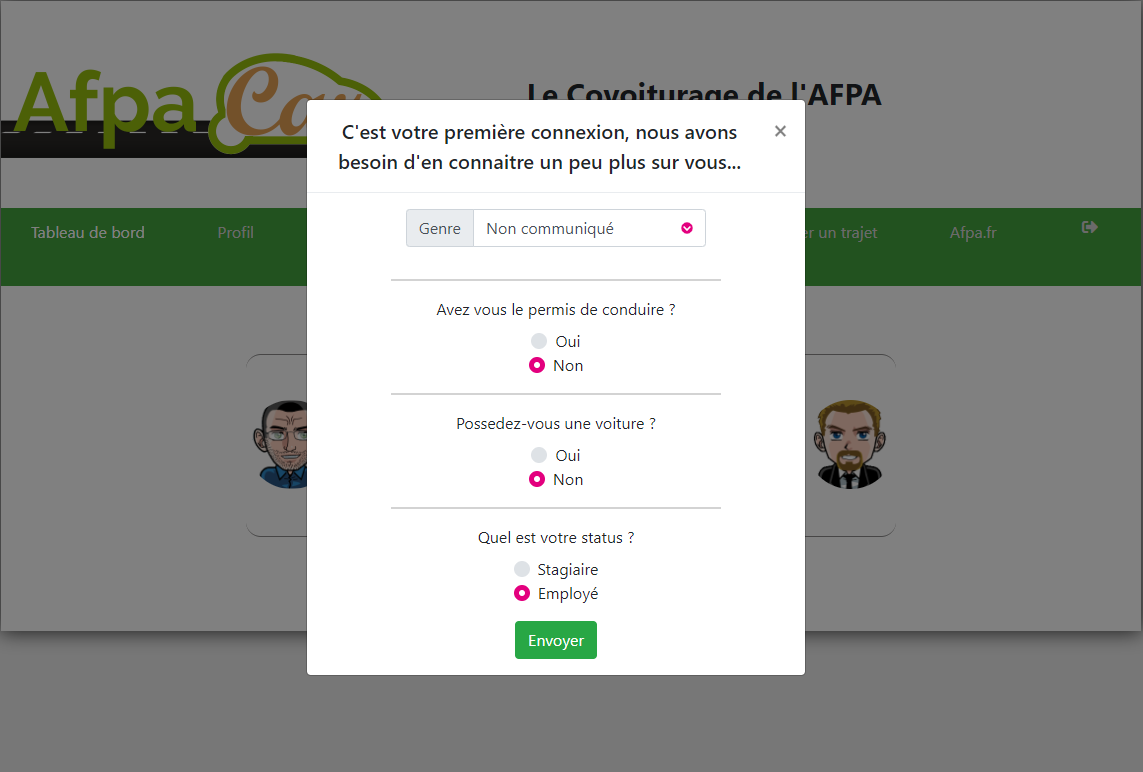 Afpa Car
Le Covoiturage de l'AFPA
C'est votre première connexion, nous avons
besoin d'en connaitre un peu plus sur vous...
×
Tableau de bord
Profil
er un trajet
Afpa.fr
Genre
Non communiqué
Avez vous le permis de conduire ?
Oui
Non
Possedez-vous une voiture ?
Oui
Non
Quel est votre status ?
Stagiaire
Employé
Envoyer